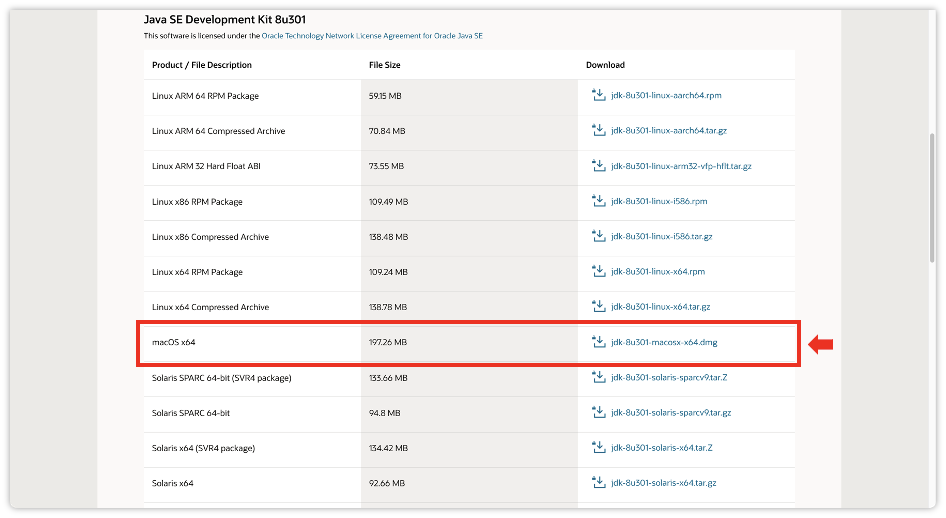 Java SE Development Kit 8u301
This software is licensed under the Oracle Technology Network License Agreement for Oracle Java SE
Product / File Description File Size Download
Linux ARM 64 RPM Package 59.15 MB jdk-8u301-linux-aarch64.rpm
Linux ARM 64 Compressed Archive 70.84 MB jdk-8u301-linux-aarch64.tar.gz
Linux ARM 32 Hard Float ABI 73.55 MB jdk-8u301-linux-arm32-vfp-hflt.tar.gz
Linux x86 RPM Package 109.49 MB jdk-8u301-linux-i586.rpm
Linux x86 Compressed Archive 138.48 MB jdk-8u301-linux-i586.tar.gz
Linux x64 RPM Package 109.24 MB jdk-8u301-linux-x64.rpm
Linux x64 Compressed Archive 138.78 MB jdk-8u301-linux-x64.tar.gz
macOS x64 197.26 MB jdk-8u301-macosx-x64.dmg
Solaris SPARC 64-bit (SVR4 package) 133.66 MB jdk-8u301-solaris-sparcv9.tar.Z
Solaris SPARC 64-bit 94.8 MB jdk-8u301-solaris-sparcv9.tar.gz
Solaris x64 (SVR4 package) 134.42 MB jdk-8u301-solaris-x64.tar.Z
Solaris x64 92.66 MB jdk-8u301-solaris-x64.tar.gz